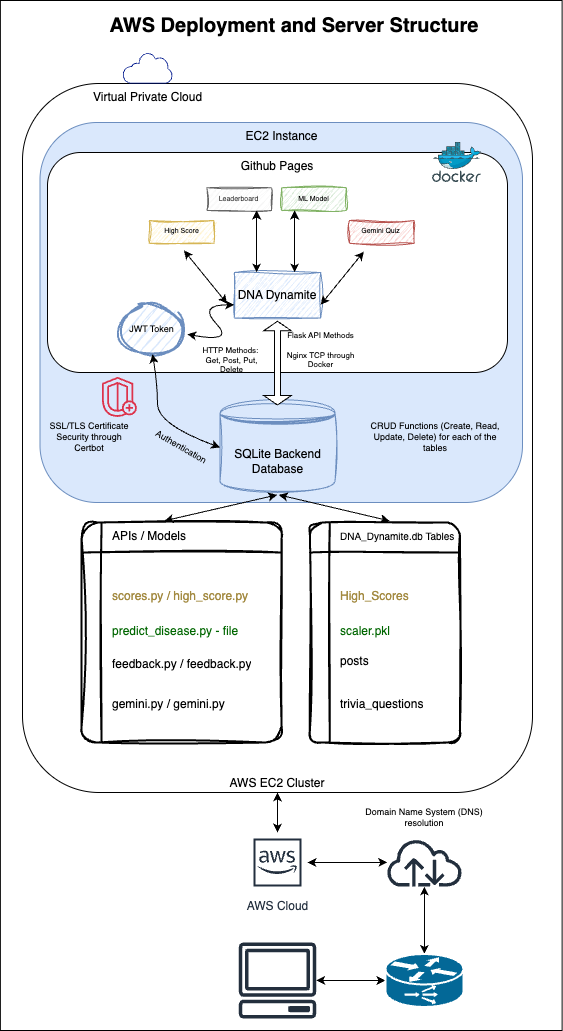 AWS Deployment and Server Structure
Virtual Private Cloud
EC2 Instance
docker
Github Pages
Leaderboard
ML Model
High Score
Gemini Quiz
DNA Dynamite
JWT Token
Flask API Methods
HTTP Methods:
Get, Post, Put,
Delete
Nginx TCP through
Docker
SSL/TLS Certificate
Security through
Certbot
Authentication
SQLite Backend
Database
CRUD Functions (Create, Read,
Update, Delete) for each of the
tables
APIs / Models
scores.py / high_score.py
predict_disease.py - file
feedback.py / feedback.py
gemini.py / gemini.py
DNA_Dynamite.db Tables
High_Scores
scaler.pkl
posts
trivia_questions
AWS EC2 Cluster
Domain Name System (DNS)
resolution
aws
AWS Cloud